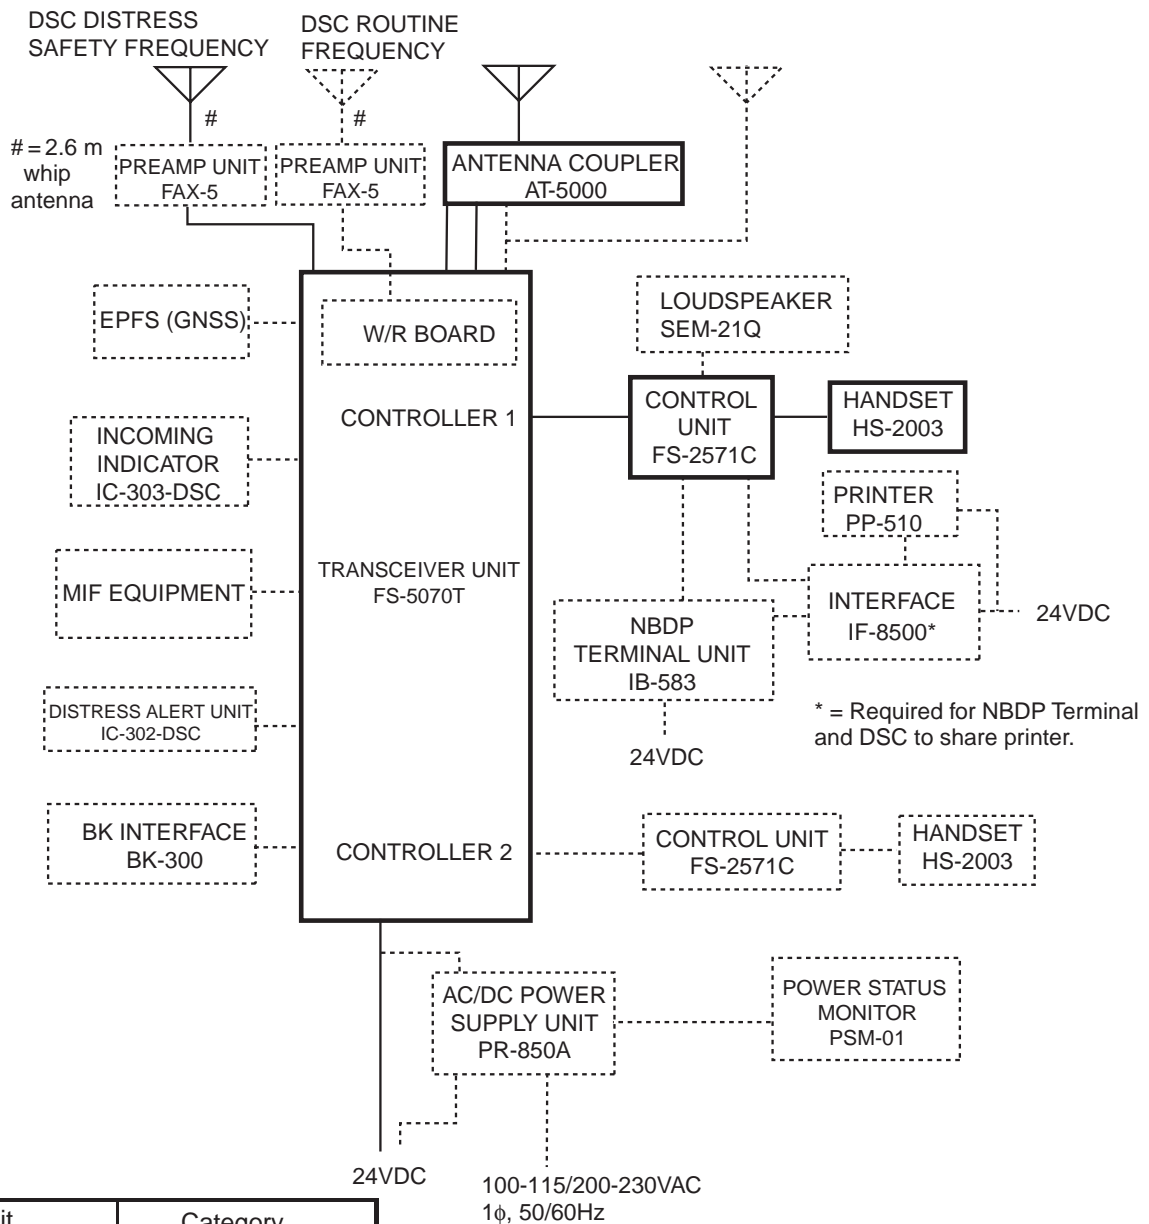 DSC DISTRESS
SAFETY FREQUENCY
DSC ROUTINE
FREQUENCY
#
#
# = 2.6 m
whip
antenna
PREAMP UNIT
FAX-5
PREAMP UNIT
FAX-5
ANTENNA COUPLER
AT-5000
EPFS (GNSS)
W/R BOARD
LOUDSPEAKER
SEM-21Q
CONTROLLER 1
CONTROL
UNIT
FS-2571C
HANDSET
HS-2003
INCOMING
INDICATOR
IC-303-DSC
PRINTER
PP-510
MIF EQUIPMENT
TRANSCEIVER UNIT
FS-5070T
INTERFACE
IF-8500*
24VDC
NBDP
TERMINAL UNIT
IB-583
24VDC
* = Required for NBDP Terminal
and DSC to share printer.
DISTRESS ALERT UNIT
IC-302-DSC
BK INTERFACE
BK-300
CONTROLLER 2
CONTROL UNIT
FS-2571C
HANDSET
HS-2003
AC/DC POWER
SUPPLY UNIT
PR-850A
POWER STATUS
MONITOR
PSM-01
24VDC
100-115/200-230VAC
1ϕ, 50/60Hz
Category